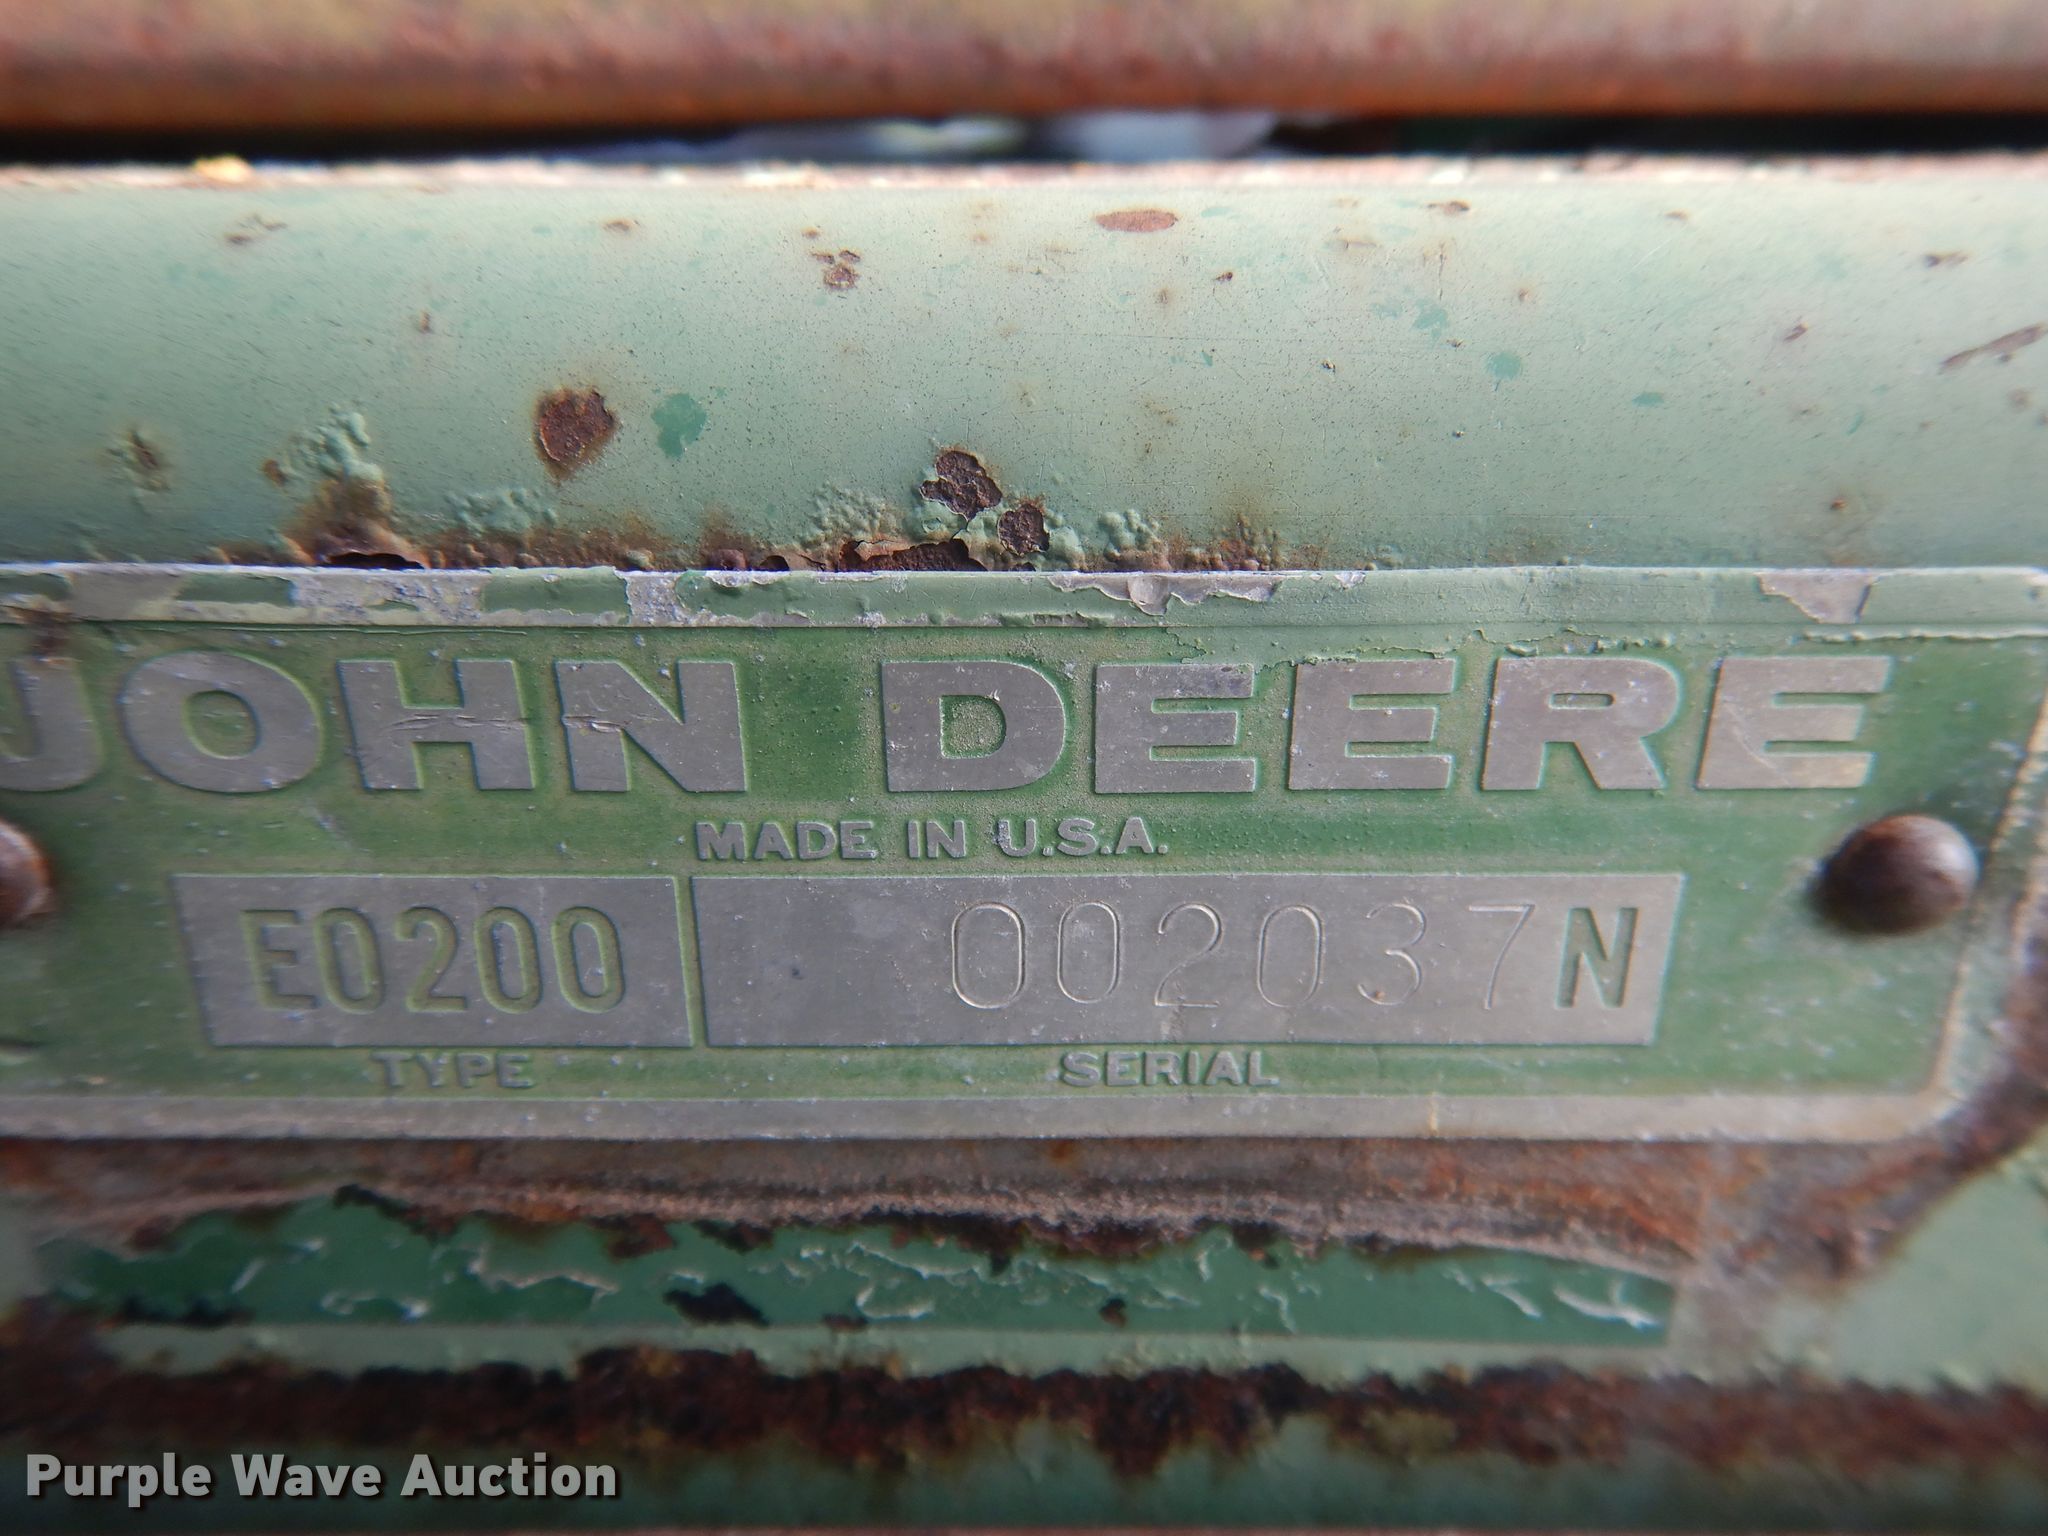 JOHN DEERE
MADE IN U.S.A.
E0200 002037N
TYPE SERIAL
Purple Wave Auction